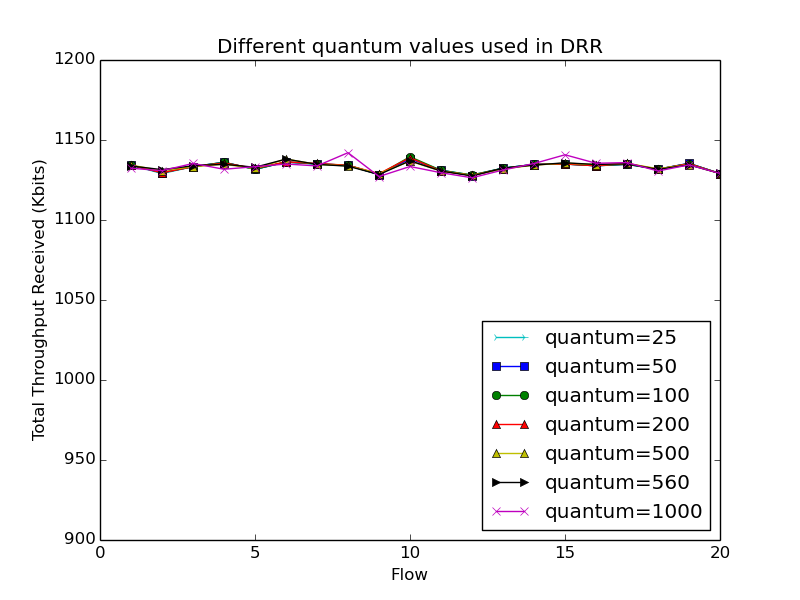 Different quantum values used in DRR
Total Throughput Received (Kbits)
1200
1150
1100
1050
1000
950
900
quantum=25
quantum=50
quantum=100
quantum=200
quantum=500
quantum=560
quantum=1000
0 5 10 15 20
Flow